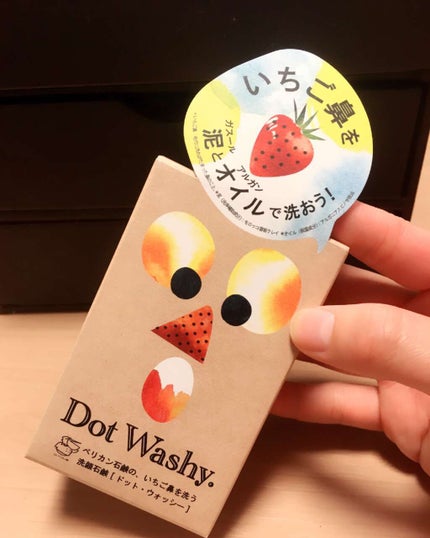 いちご鼻を
ガスール
泥と
アルガン
オイルで洗おう！
Dot Washy.
ペリカン石鹸の、いちご鼻を洗う
洗顔石鹸［ドット・ウォッシー］